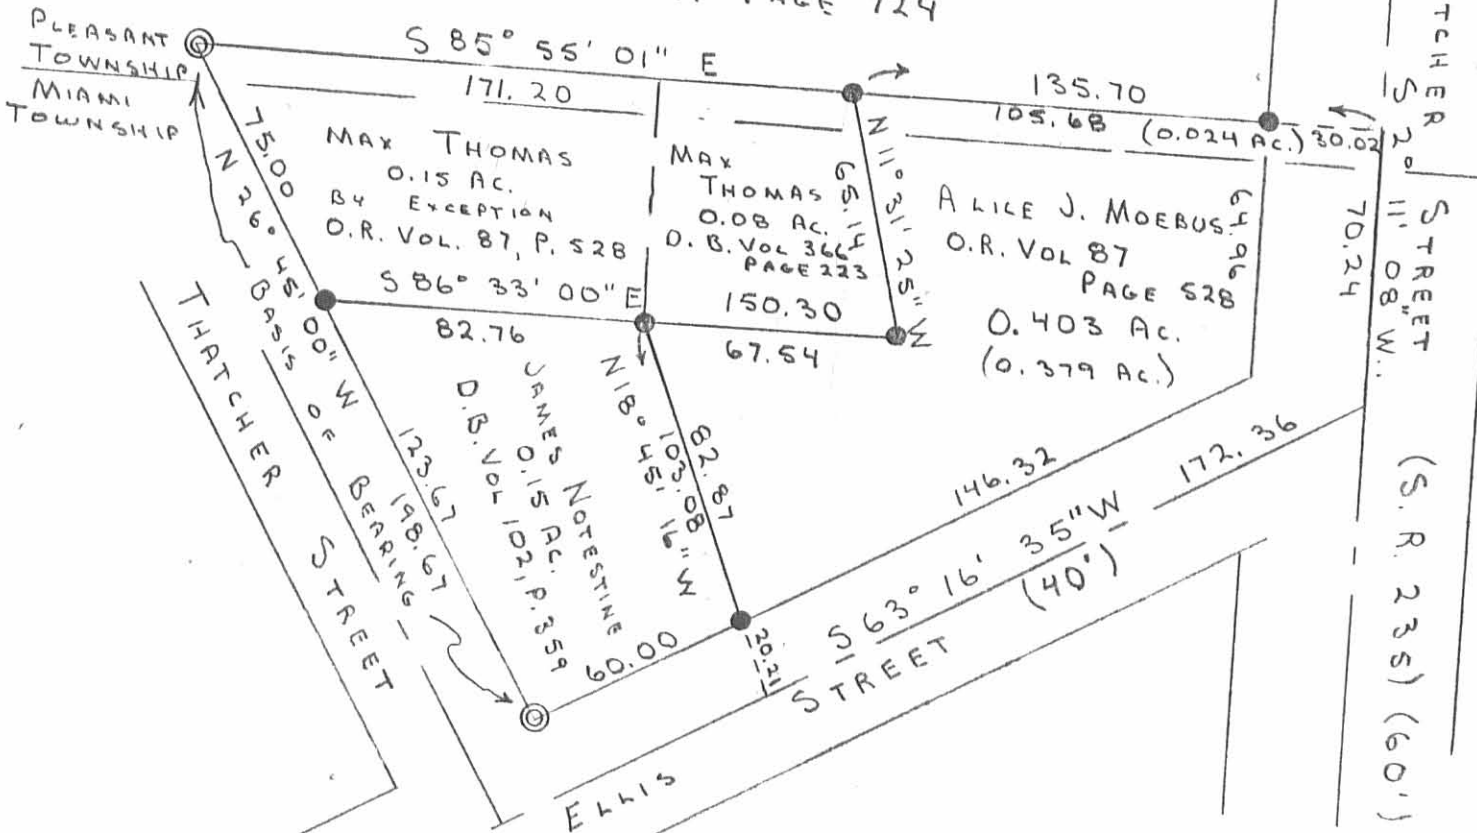 PAGE 724
PLEASANT
TOWNSHIP
MIAMI
TOWNSHIP
S 85° 55' 01" E
171.20
135.70
105.68
(0.024 Ac.)
30.02
75.00
N 26° 45' 00" W
MAX THOMAS
0.15 AC.
BY EXCEPTION
O.R. VOL. 87, P. 528
MAX
THOMAS
0.08 AC.
D.B. VOL 366
PAGE 223
N 11° 31' 25" W
65.14
ALICE J. MOEBUS
O.R. VOL 87
PAGE 528
0.403 Ac.
(0.379 Ac.)
64.96
70.24
S 2° 11' 08" W
TCHER
STREET (S.R. 235) (60')
S 86° 33' 00" E
82.76
150.30
67.54
JAMES NOTESTINE
0.15 AC.
D.B. VOL 102, P. 359
N 18° 45' 16" W
103.08
82.87
123.67
198.67
BASIS OF BEARING
THATCHER STREET
60.00
20.21
146.32
172.36
S 63° 16' 35" W
(40')
ELLIS STREET